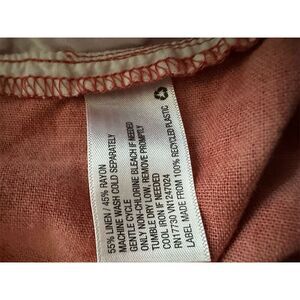 55% LINEN / 45% RAYON
MACHINE WASH COLD SEPARATELY
GENTLE CYCLE
ONLY NON-CHLORINE BLEACH IF NEEDED
TUMBLE DRY LOW, REMOVE PROMPTLY
COOL IRON IF NEEDED
RN17730 VN1247024
LABEL MADE FROM 100% RECYCLED PLASTIC